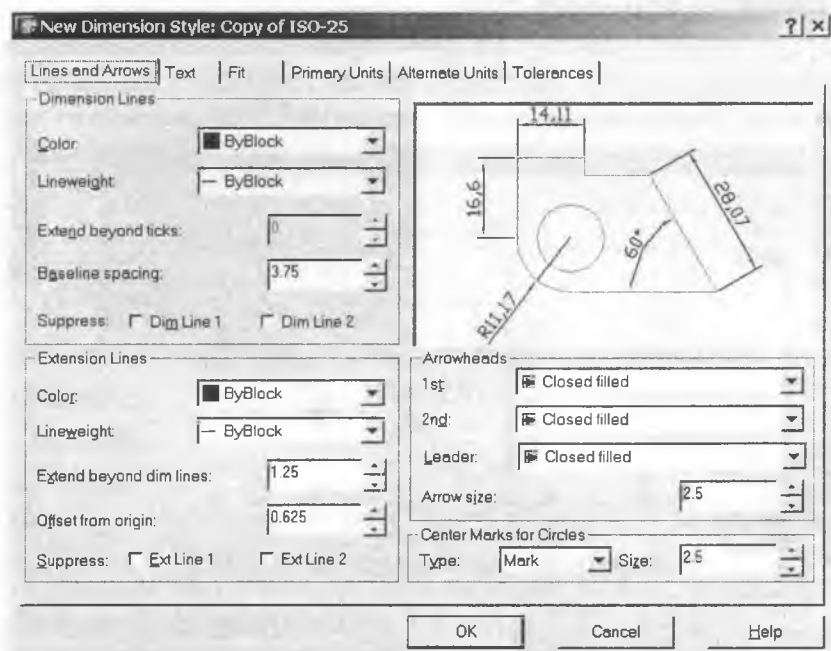 New Dimension Style: Copy of ISO-25
Lines and Arrows Text Fit Primary Units Alternate Units Tolerances
Dimension Lines
Color: ByBlock
Lineweight: ByBlock
Extend beyond ticks: 0
Baseline spacing: 3.75
Suppress: Dim Line 1 Dim Line 2
14,11
16,6
28,07
60°
R11,17
Extension Lines
Color: ByBlock
Lineweight: ByBlock
Extend beyond dim lines: 1.25
Offset from origin: 0.625
Suppress: Ext Line 1 Ext Line 2
Arrowheads
1st: Closed filled
2nd: Closed filled
Leader: Closed filled
Arrow size: 2.5
Center Marks for Circles
Type: Mark Size: 2.5
OK Cancel Help